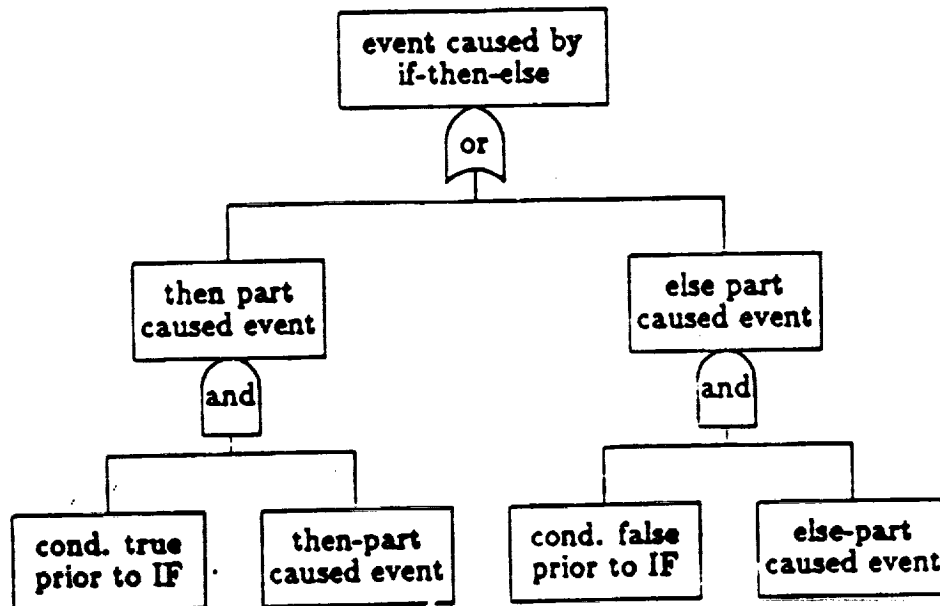 event caused by
if-then-else
or
then part
caused event
else part
caused event
and
and
cond. true
prior to IF
then-part
caused event
cond. false
prior to IF
else-part
caused event